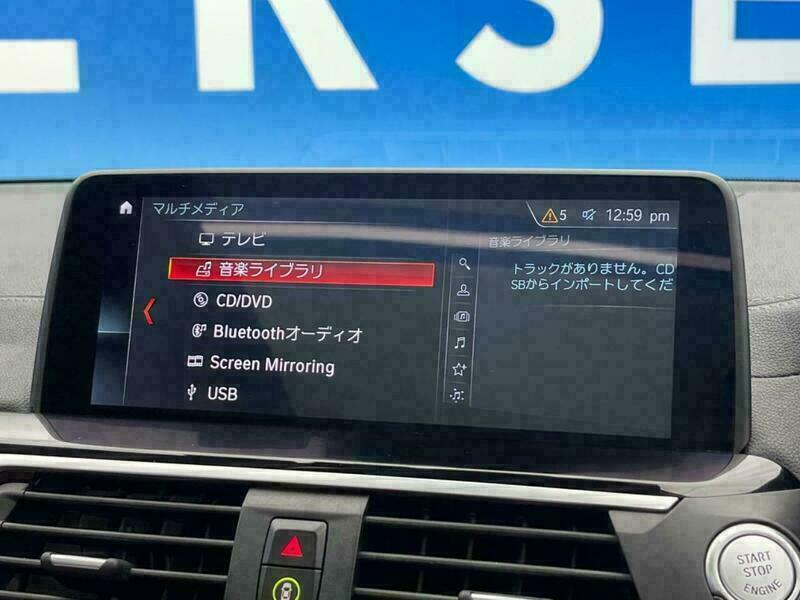 ERSE
マルチメディア
5
12:59 pm
テレビ
音楽ライブラリ
CD/DVD
Bluetoothオーディオ
Screen Mirroring
USB
音楽ライブラリ
トラックがありません。CD
SBからインポートしてくだ
START
STOP
ENGINE